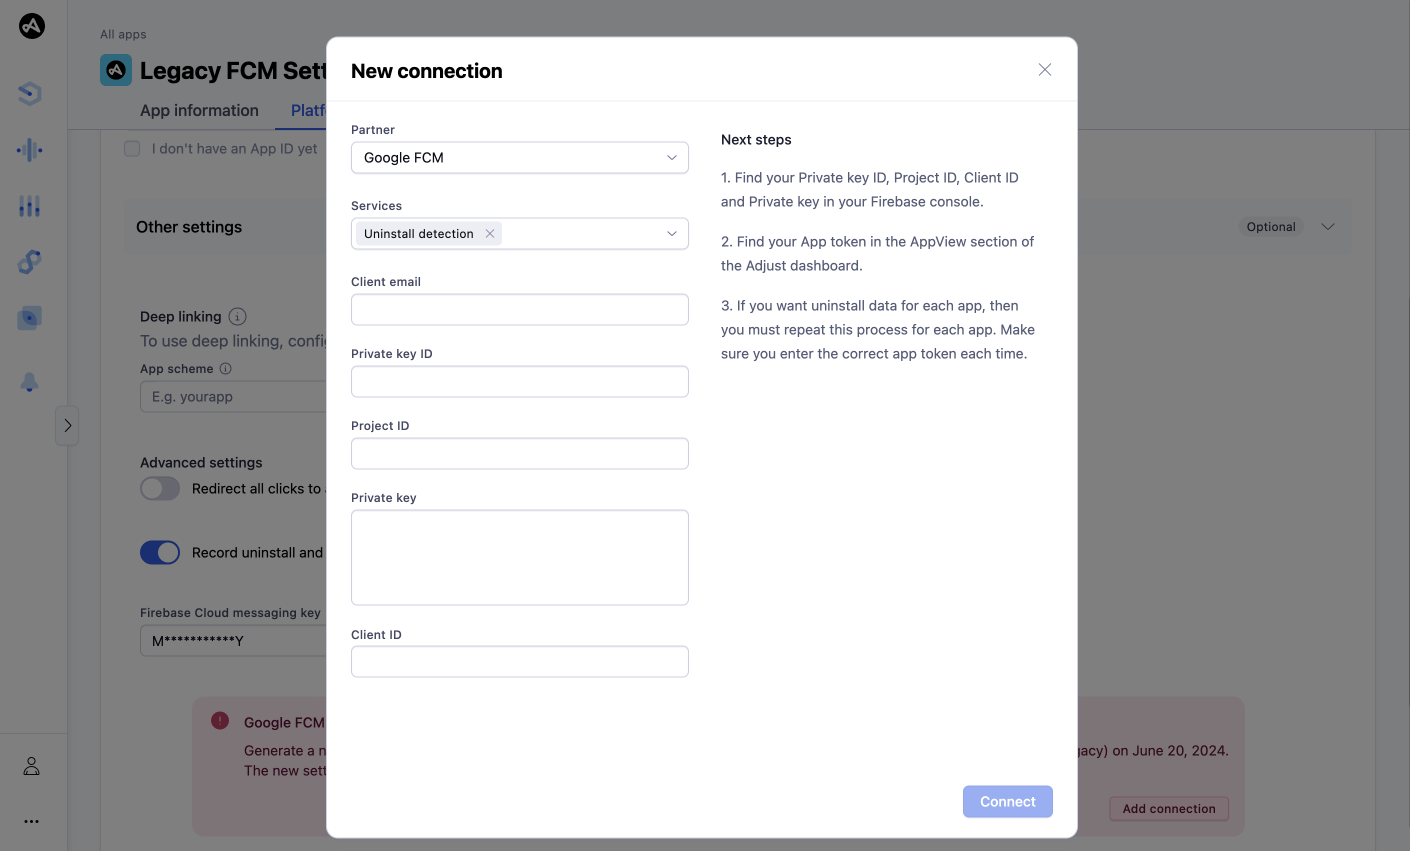 All apps
Legacy FCM Sett
App information
Platf
I don't have an App ID yet
Other settings
Optional
Deep linking
To use deep linking, config
App scheme
E.g. yourapp
Advanced settings
Redirect all clicks to a
Record uninstall and
Firebase Cloud messaging key
M***********Y
Google FCM
Generate a n
gacy) on June 20, 2024.
The new sett
Add connection
New connection
Partner
Google FCM
Services
Uninstall detection
Client email
Private key ID
Project ID
Private key
Client ID
Next steps
1. Find your Private key ID, Project ID, Client ID
and Private key in your Firebase console.
2. Find your App token in the AppView section of
the Adjust dashboard.
3. If you want uninstall data for each app, then
you must repeat this process for each app. Make
sure you enter the correct app token each time.
Connect